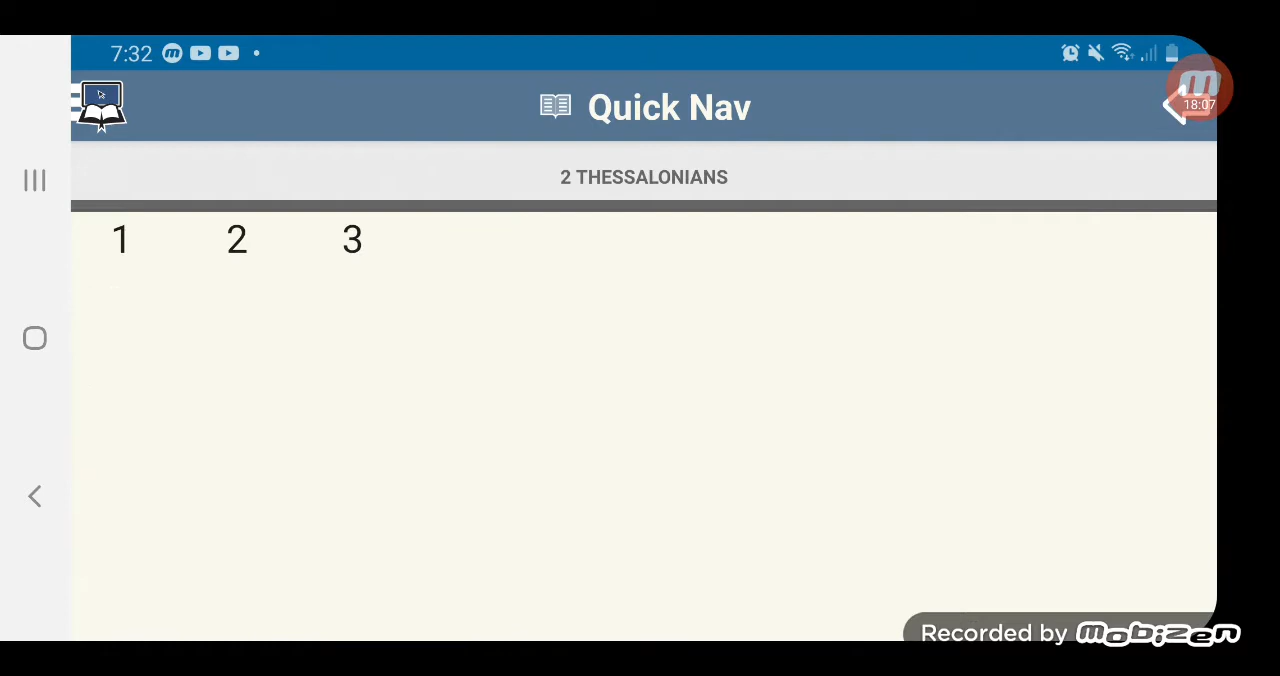 7:32
18:07
Quick Nav
2 THESSALONIANS
1 2 3
Recorded by mobizen